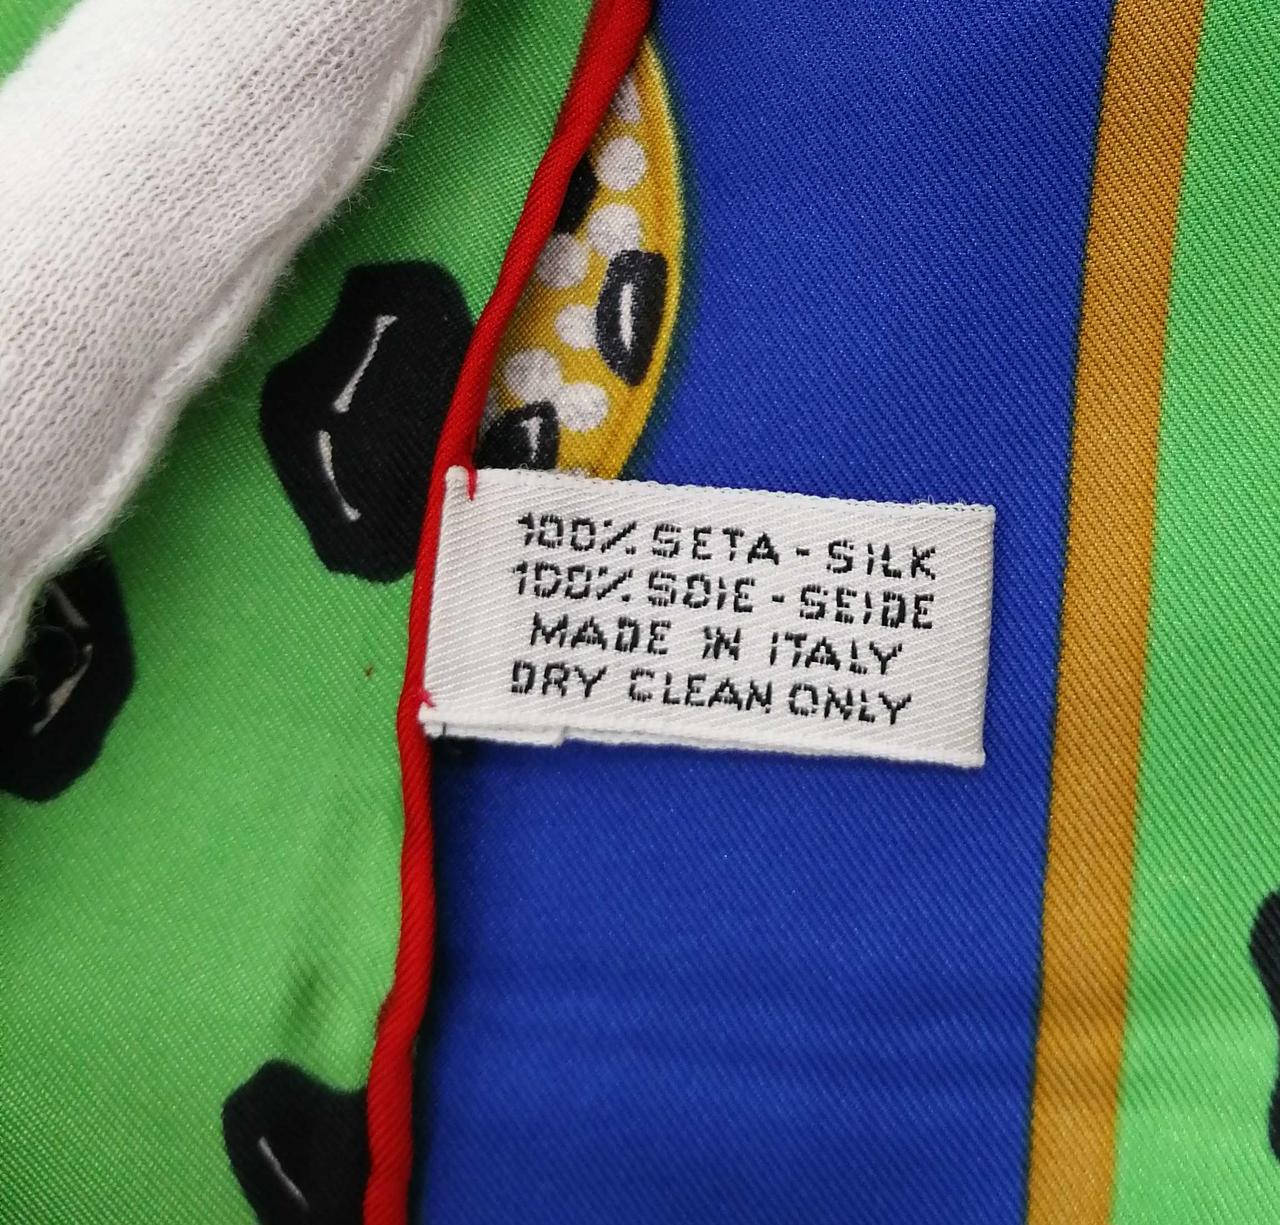 100% SETA - SILK
100% SOIE - SEIDE
MADE IN ITALY
DRY CLEAN ONLY